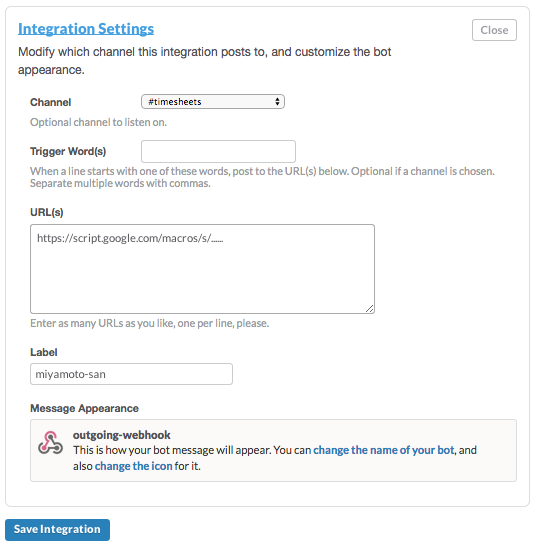 Integration Settings
Close
Modify which channel this integration posts to, and customize the bot
appearance.
Channel
#timesheets
Optional channel to listen on.
Trigger Word(s)
When a line starts with one of these words, post to the URL(s) below. Optional if a channel is chosen.
Separate multiple words with commas.
URL(s)
https://script.google.com/macros/s/......
Enter as many URLs as you like, one per line, please.
Label
miyamoto-san
Message Appearance
outgoing-webhook
This is how your bot message will appear. You can change the name of your bot, and
also change the icon for it.
Save Integration